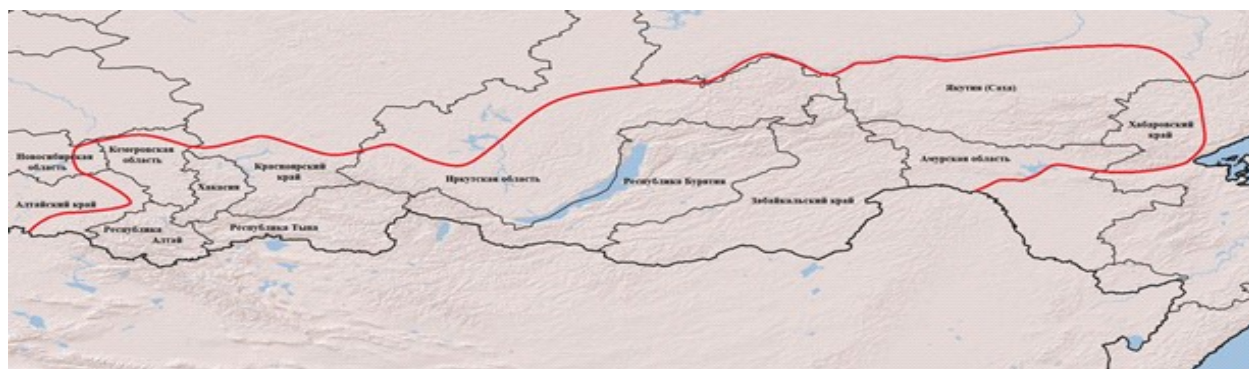 Якутия (Саха)
Хабаровский
край
Новосибирская
область
Кемеровская
область
Красноярский
край
Хакасия
Иркутская область
Республика Бурятия
Амурская область
Забайкальский край
Алтайский край
Республика
Алтай
Республика Тыва